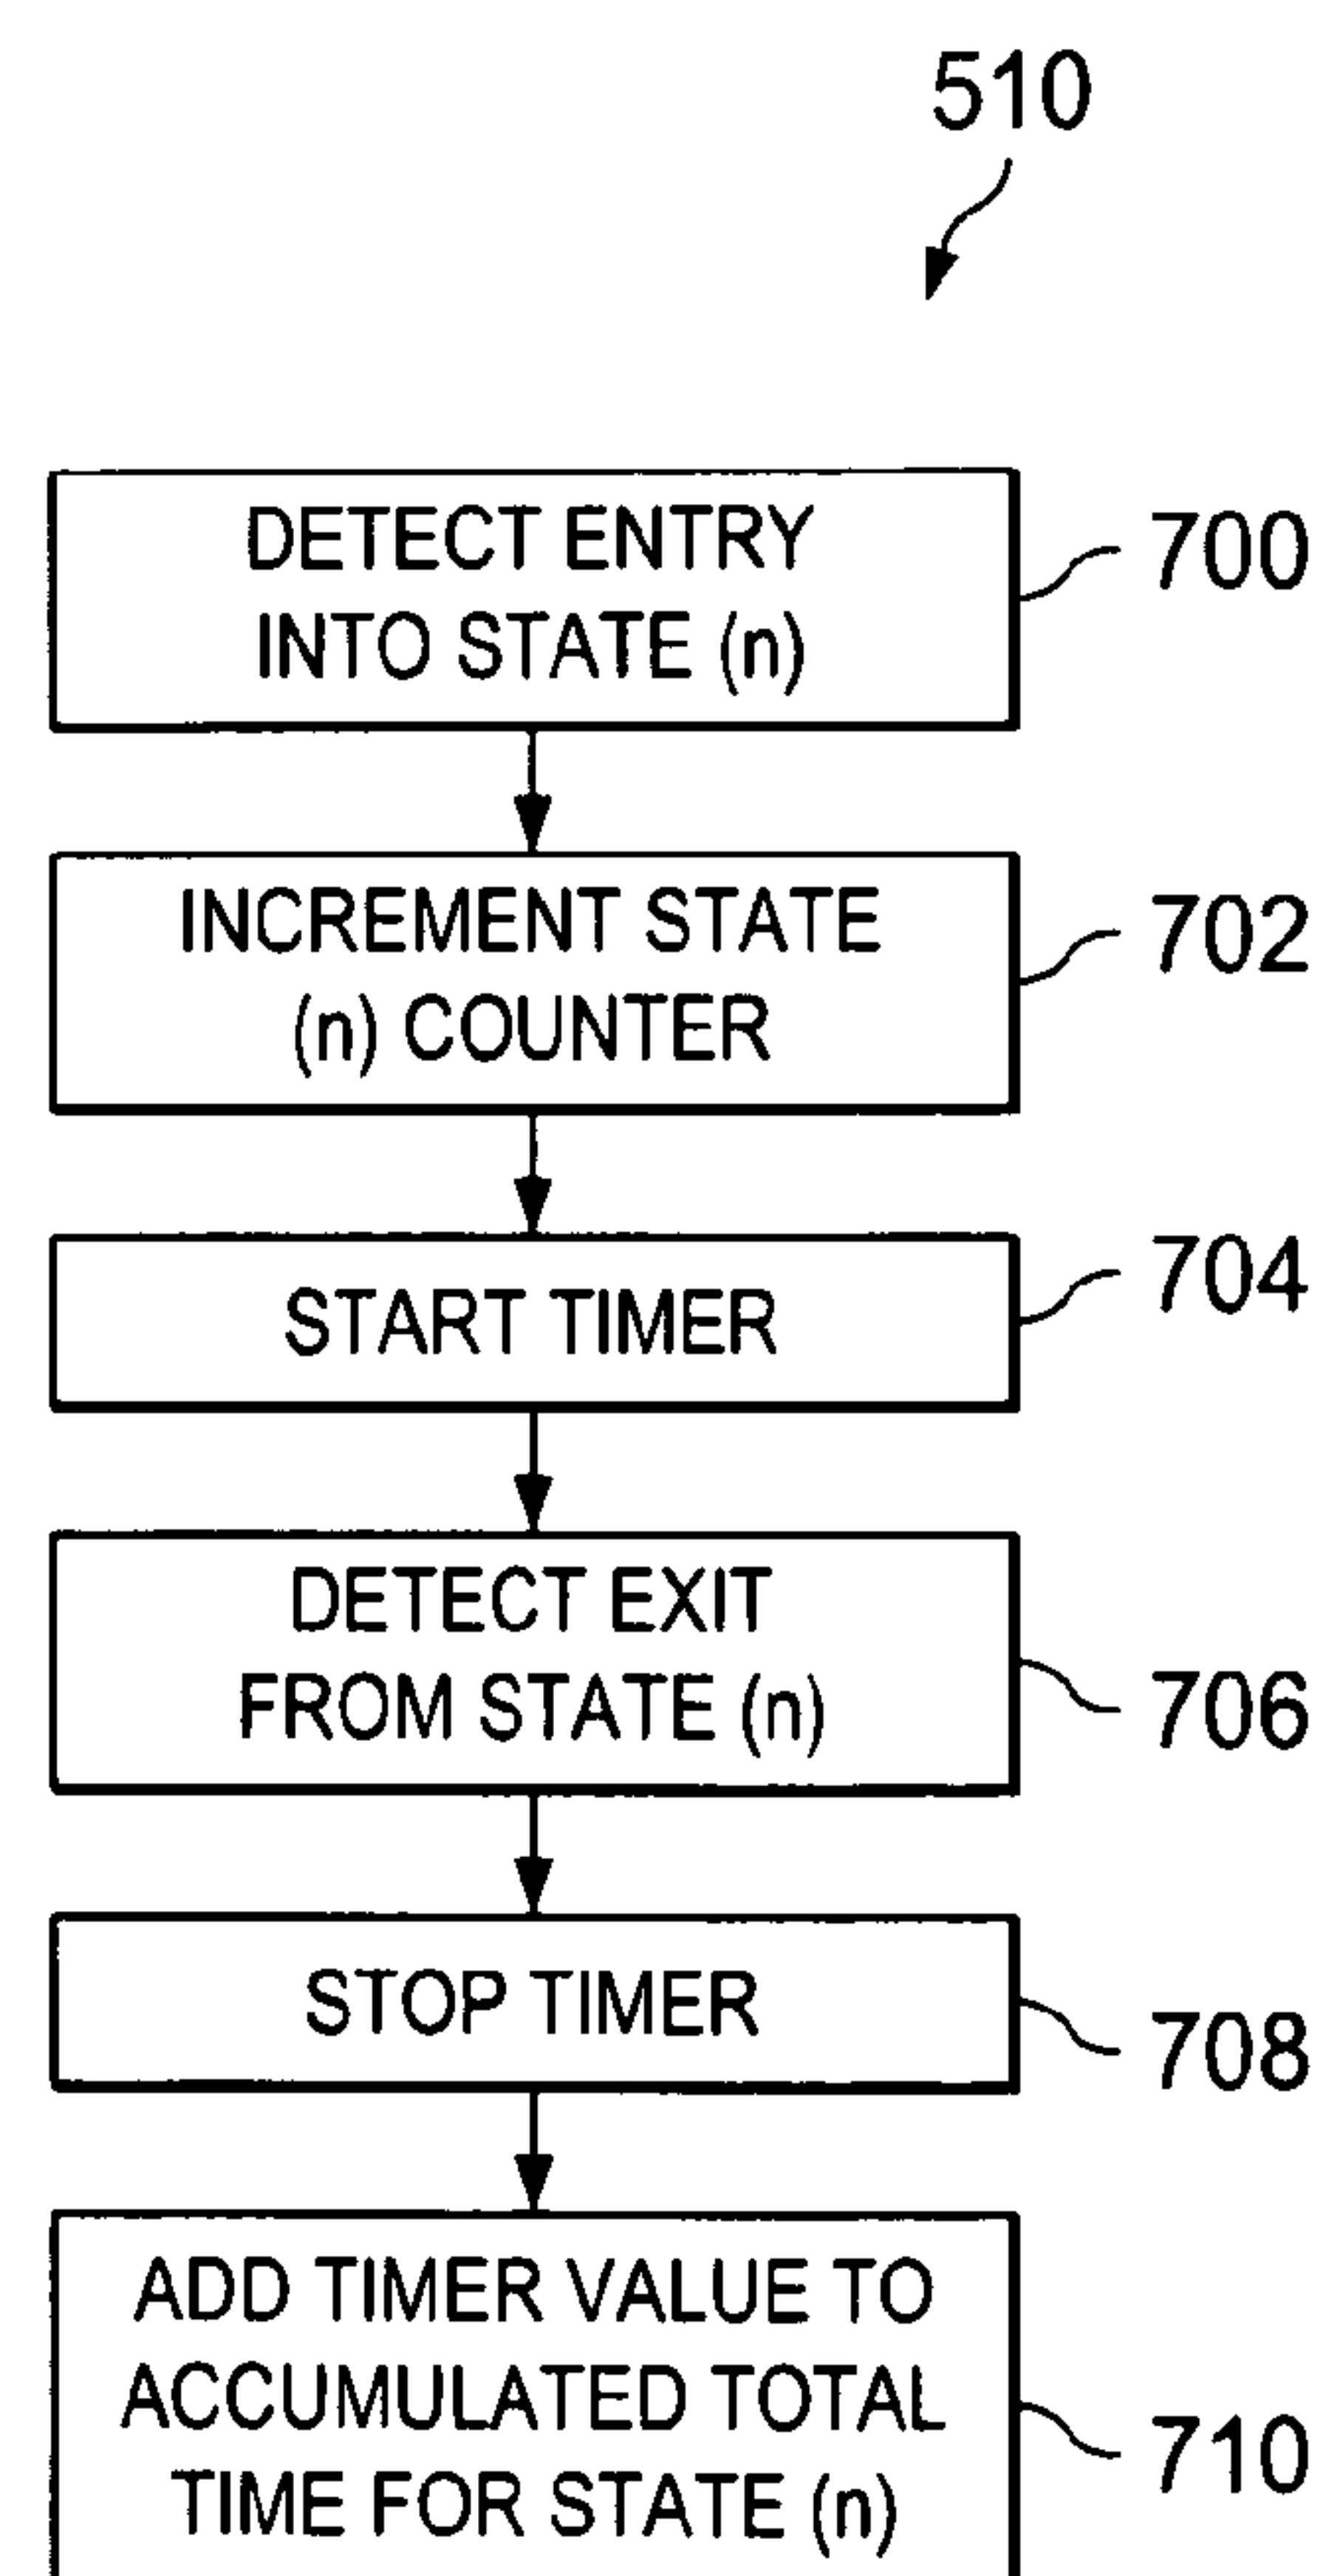 510
DETECT ENTRY
INTO STATE (n)
700
INCREMENT STATE
(n) COUNTER
702
START TIMER
704
DETECT EXIT
FROM STATE (n)
706
STOP TIMER
708
ADD TIMER VALUE TO
ACCUMULATED TOTAL
TIME FOR STATE (n)
710